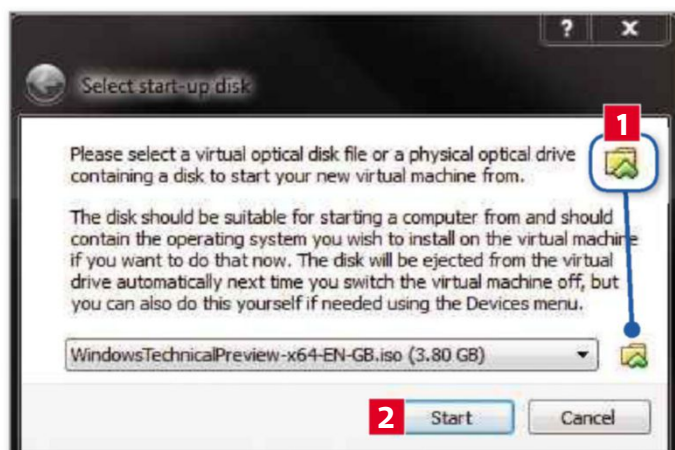 ? x
Select start-up disk
1
Please select a virtual optical disk file or a physical optical drive
containing a disk to start your new virtual machine from.
The disk should be suitable for starting a computer from and should
contain the operating system you wish to install on the virtual machine
if you want to do that now. The disk will be ejected from the virtual
drive automatically next time you switch the virtual machine off, but
you can also do this yourself if needed using the Devices menu.
WindowsTechnicalPreview-x64-EN-GB.iso (3.80 GB)
2 Start Cancel